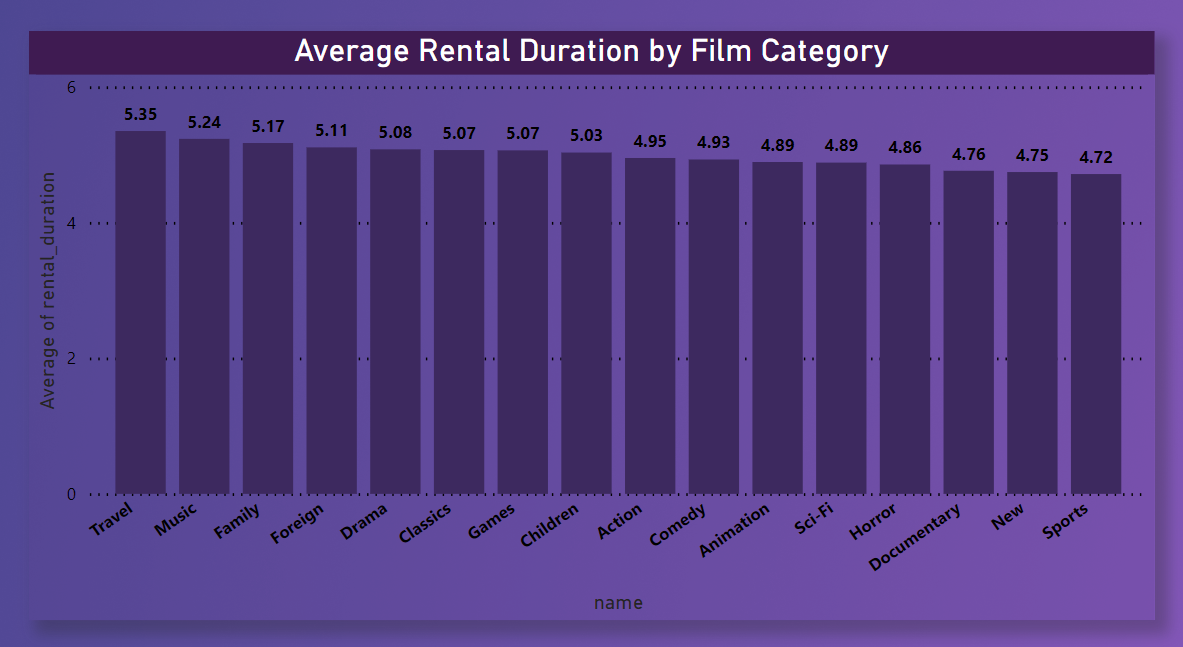 Average Rental Duration by Film Category
6
4
2
0
Average of rental_duration
5.35 5.24 5.17 5.11 5.08 5.07 5.07 5.03 4.95 4.93 4.89 4.89 4.86 4.76 4.75 4.72
Travel Music Family Foreign Drama Classics Games Children Action Comedy Animation Sci-Fi Horror Documentary New Sports
name